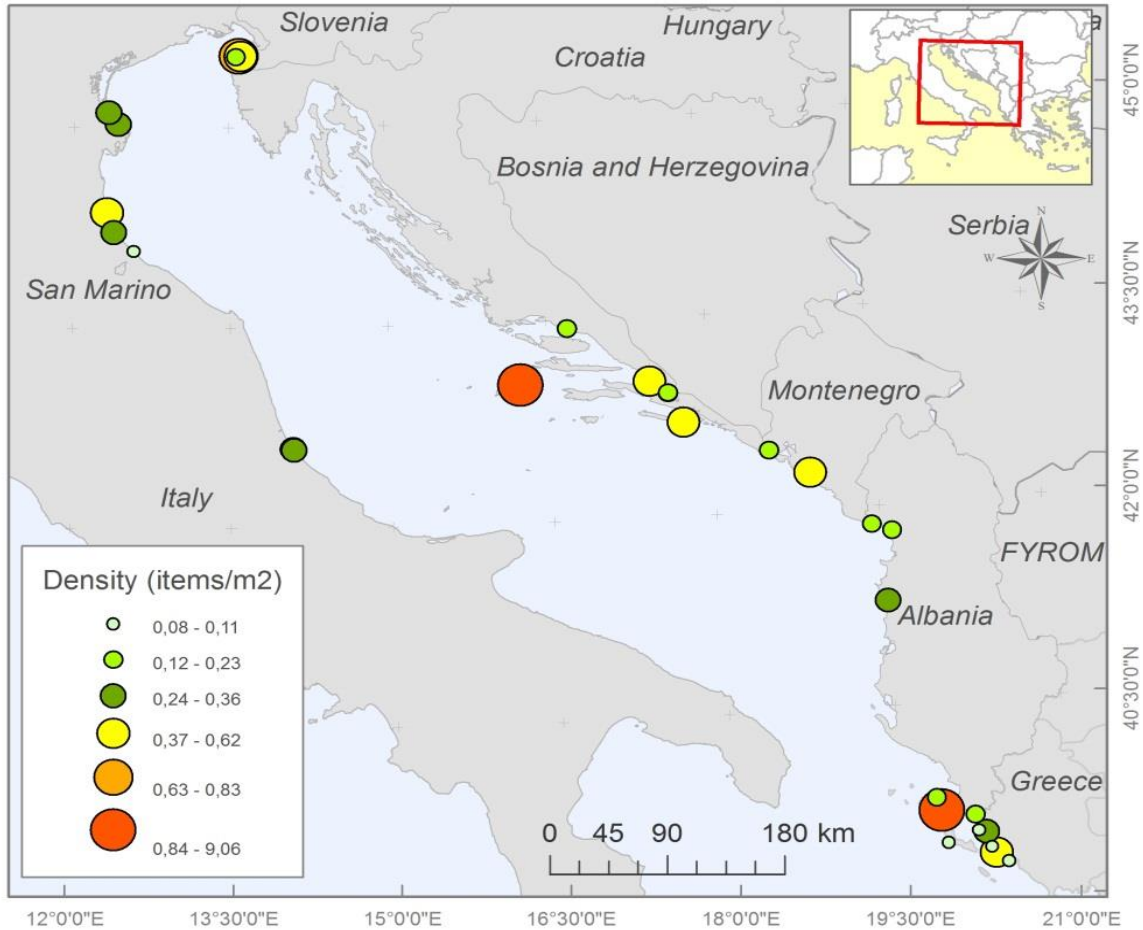 Slovenia
Hungary
a
Croatia
45°0'0"N
Bosnia and Herzegovina
Serbia
N
W E
S
San Marino
43°30'0"N
Montenegro
Italy
42°0'0"N
FYROM
Albania
Density (items/m2)
0,08 - 0,11
0,12 - 0,23
0,24 - 0,36
0,37 - 0,62
0,63 - 0,83
0,84 - 9,06
40°30'0"N
Greece
0 45 90 180 km
12°0'0"E 13°30'0"E 15°0'0"E 16°30'0"E 18°0'0"E 19°30'0"E 21°0'0"E